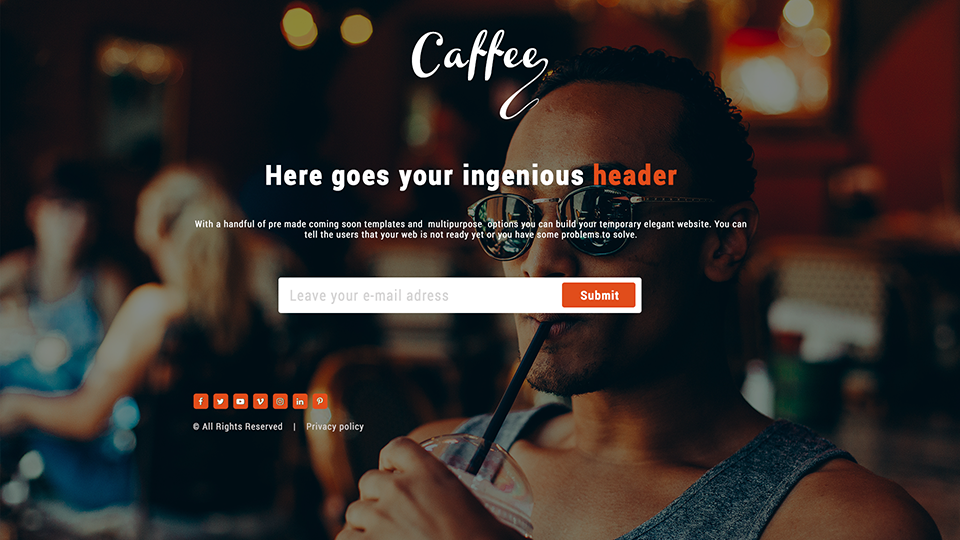 Caffee
Here goes your ingenious header
With a handful of pre made coming soon templates and multipurpose options you can build your temporary elegant website. You can
tell the users that your web is not ready yet or you have some problems to solve.
Leave your e-mail adress
Submit
© All Rights Reserved | Privacy policy